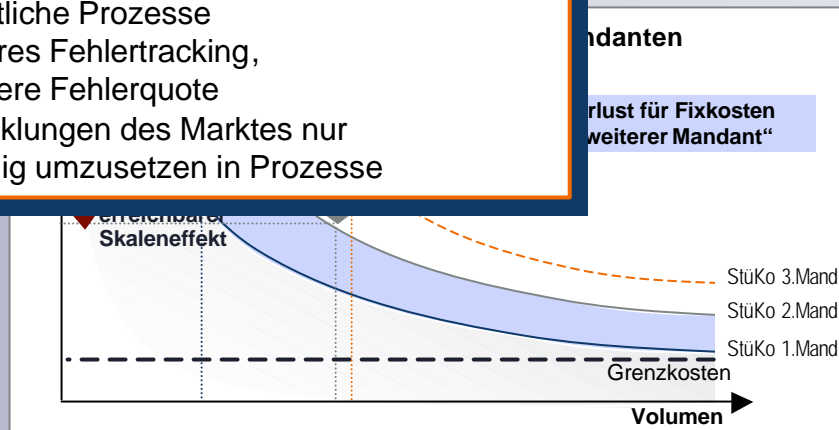 tliche Prozesse
res Fehlertracking,
ere Fehlerquote
klungen des Marktes nur
ig umzusetzen in Prozesse
ndanten
rlust für Fixkosten
weiterer Mandant“
erreichbarer
Skaleneffekt
StüKo 3.Mand
StüKo 2.Mand
StüKo 1.Mand
Grenzkosten
Volumen